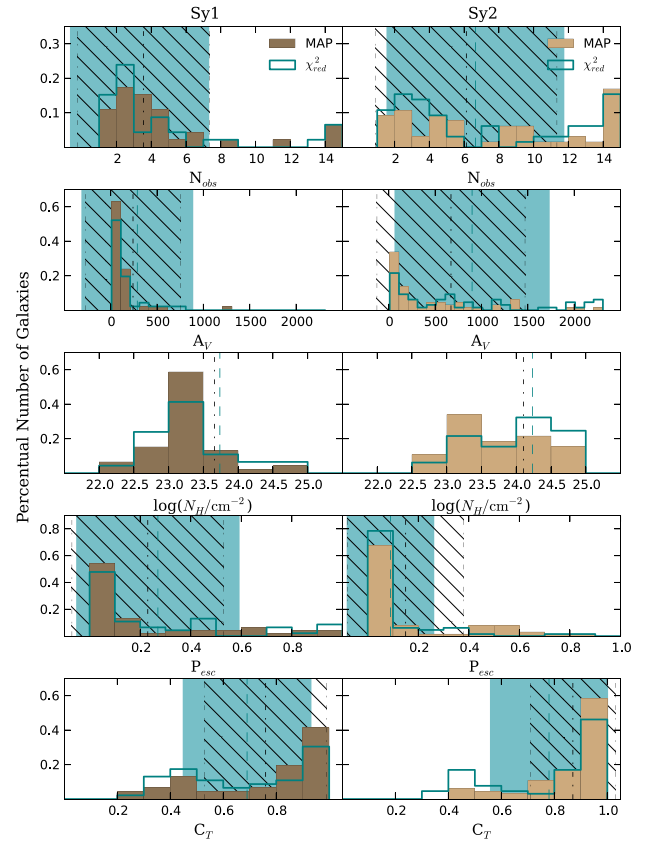 Sy1 Sy2
MAP
χ²red
MAP
χ²red
0.3
0.2
0.1
2 4 6 8 10 12 14
2 4 6 8 10 12 14
Nobs Nobs
0.6
0.4
0.2
0 500 1000 1500 2000
0 500 1000 1500 2000
AV AV
Percentual Number of Galaxies
0.6
0.4
0.2
22.0 22.5 23.0 23.5 24.0 24.5 25.0
22.0 22.5 23.0 23.5 24.0 24.5 25.0
log(NH/cm⁻²) log(NH/cm⁻²)
0.8
0.6
0.4
0.2
0.2 0.4 0.6 0.8
0.2 0.4 0.6 0.8 1.0
Pesc Pesc
0.6
0.4
0.2
0.0 0.2 0.4 0.6 0.8
0.0 0.2 0.4 0.6 0.8 1.0
CT CT